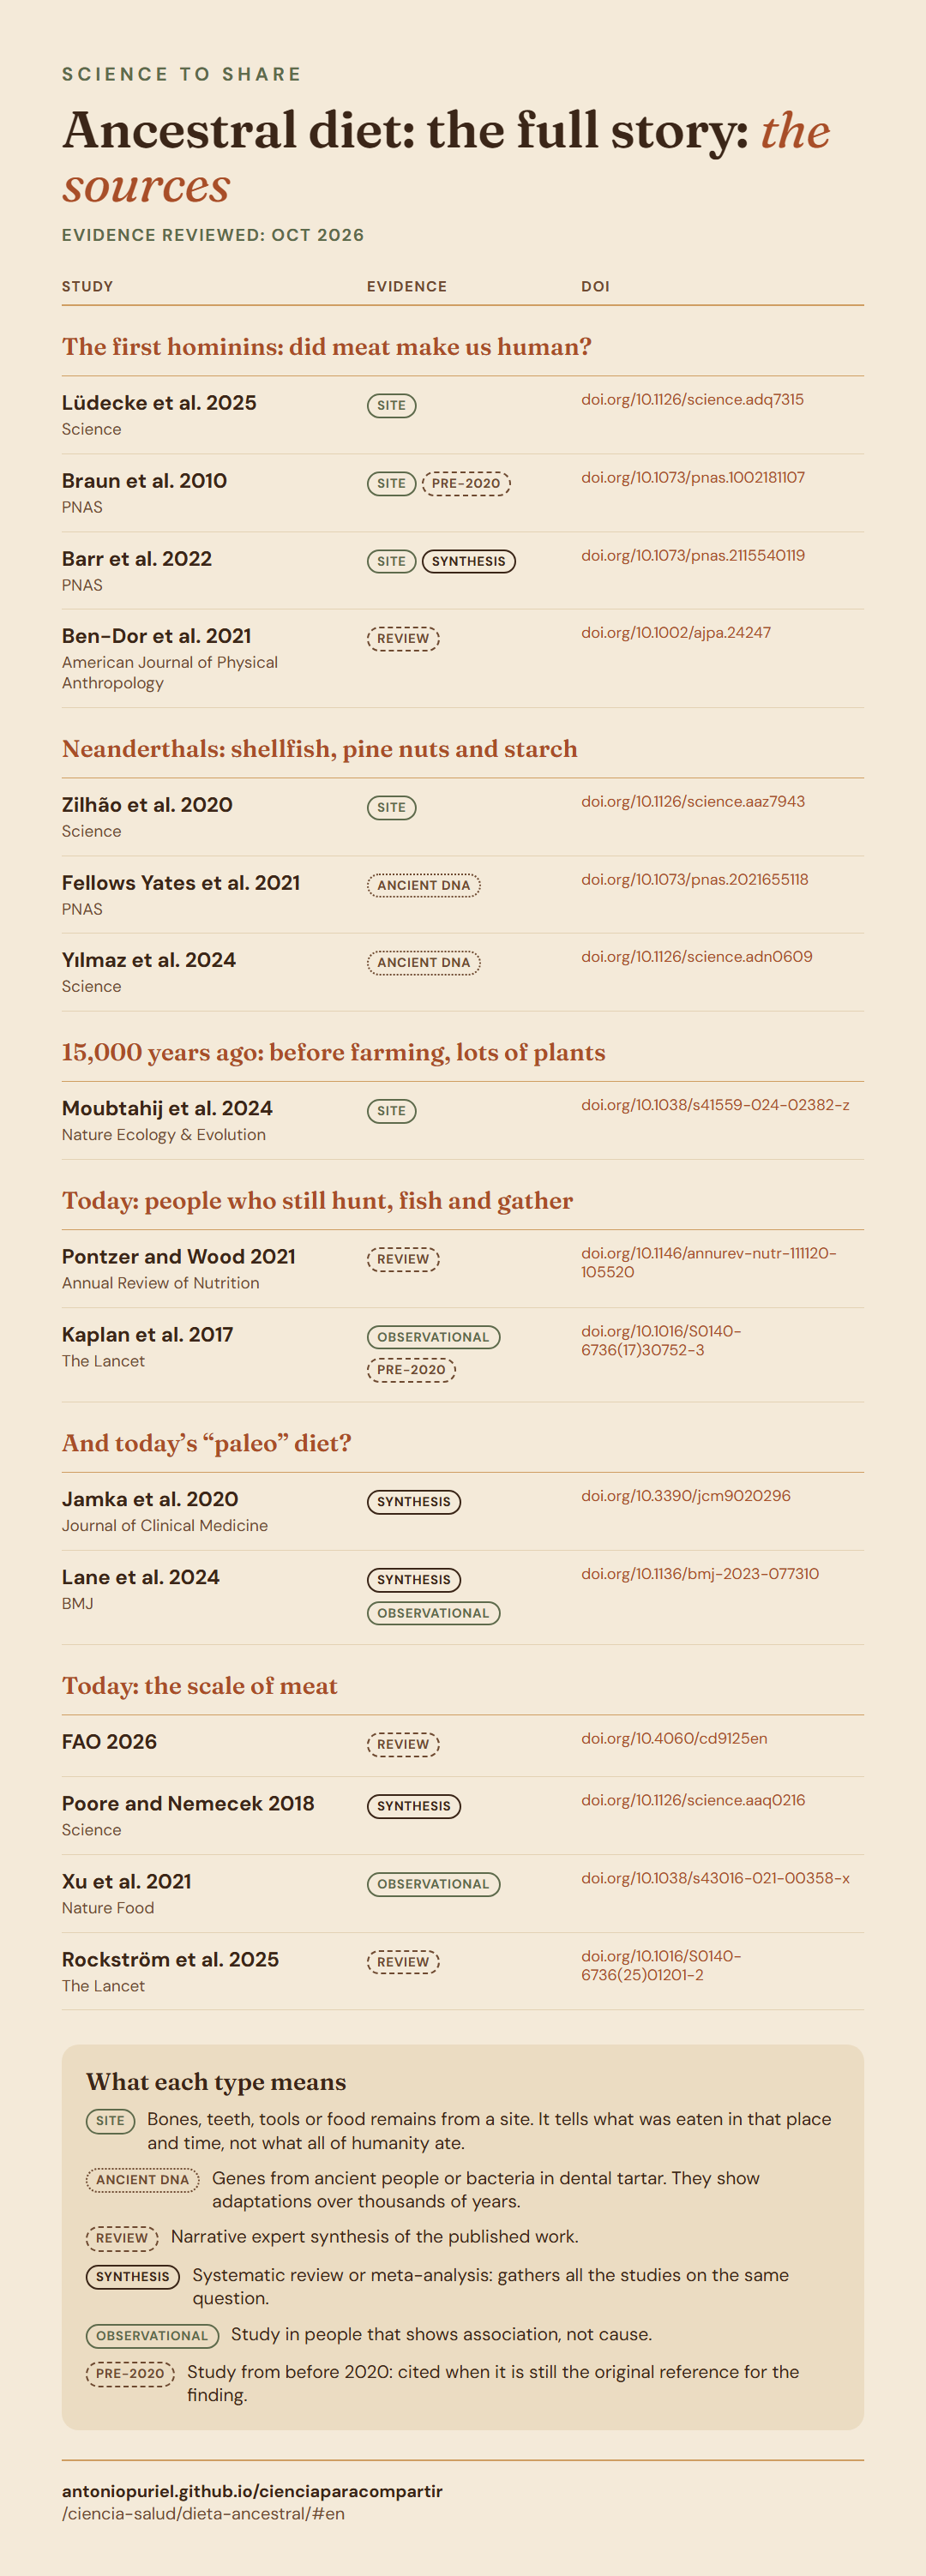 SCIENCE TO SHARE
Ancestral diet: the full story: the
sources
EVIDENCE REVIEWED: OCT 2026
STUDY EVIDENCE DOI
The first hominins: did meat make us human?
Lüdecke et al. 2025 SITE doi.org/10.1126/science.adq7315
Science
Braun et al. 2010 SITE PRE-2020 doi.org/10.1073/pnas.1002181107
PNAS
Barr et al. 2022 SITE SYNTHESIS doi.org/10.1073/pnas.2115540119
PNAS
Ben-Dor et al. 2021 REVIEW doi.org/10.1002/ajpa.24247
American Journal of Physical
Anthropology
Neanderthals: shellfish, pine nuts and starch
Zilhão et al. 2020 SITE doi.org/10.1126/science.aaz7943
Science
Fellows Yates et al. 2021 ANCIENT DNA doi.org/10.1073/pnas.2021655118
PNAS
Yılmaz et al. 2024 ANCIENT DNA doi.org/10.1126/science.adn0609
Science
15,000 years ago: before farming, lots of plants
Moubtahij et al. 2024 SITE doi.org/10.1038/s41559-024-02382-z
Nature Ecology & Evolution
Today: people who still hunt, fish and gather
Pontzer and Wood 2021 REVIEW doi.org/10.1146/annurev-nutr-111120-
105520
Annual Review of Nutrition
Kaplan et al. 2017 OBSERVATIONAL doi.org/10.1016/S0140-
6736(17)30752-3
The Lancet PRE-2020
And today’s “paleo” diet?
Jamka et al. 2020 SYNTHESIS doi.org/10.3390/jcm9020296
Journal of Clinical Medicine
Lane et al. 2024 SYNTHESIS doi.org/10.1136/bmj-2023-077310
BMJ OBSERVATIONAL
Today: the scale of meat
FAO 2026 REVIEW doi.org/10.4060/cd9125en
Poore and Nemecek 2018 SYNTHESIS doi.org/10.1126/science.aaq0216
Science
Xu et al. 2021 OBSERVATIONAL doi.org/10.1038/s43016-021-00358-x
Nature Food
Rockström et al. 2025 REVIEW doi.org/10.1016/S0140-
6736(25)01201-2
The Lancet
What each type means
SITE Bones, teeth, tools or food remains from a site. It tells what was eaten in that place
and time, not what all of humanity ate.
ANCIENT DNA Genes from ancient people or bacteria in dental tartar. They show
adaptations over thousands of years.
REVIEW Narrative expert synthesis of the published work.
SYNTHESIS Systematic review or meta-analysis: gathers all the studies on the same
question.
OBSERVATIONAL Study in people that shows association, not cause.
PRE-2020 Study from before 2020: cited when it is still the original reference for the
finding.
antoniopuriel.github.io/cienciaparacompartir
/ciencia-salud/dieta-ancestral/#en